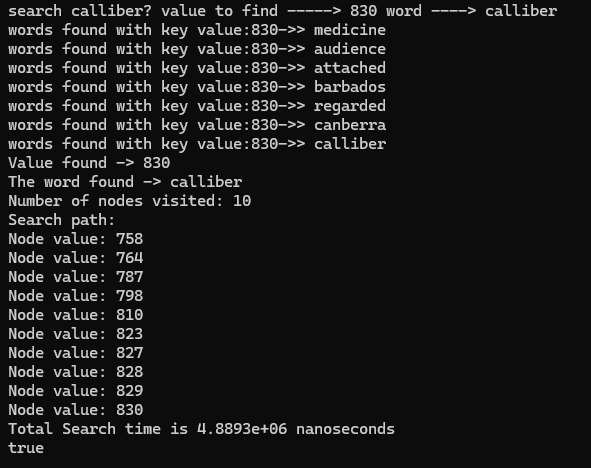 search calliber? value to find -----> 830 word ----> calliber
words found with key value:830->> medicine
words found with key value:830->> audience
words found with key value:830->> attached
words found with key value:830->> barbados
words found with key value:830->> regarded
words found with key value:830->> canberra
words found with key value:830->> calliber
Value found -> 830
The word found -> calliber
Number of nodes visited: 10
Search path:
Node value: 758
Node value: 764
Node value: 787
Node value: 798
Node value: 810
Node value: 823
Node value: 827
Node value: 828
Node value: 829
Node value: 830
Total Search time is 4.8893e+06 nanoseconds
true